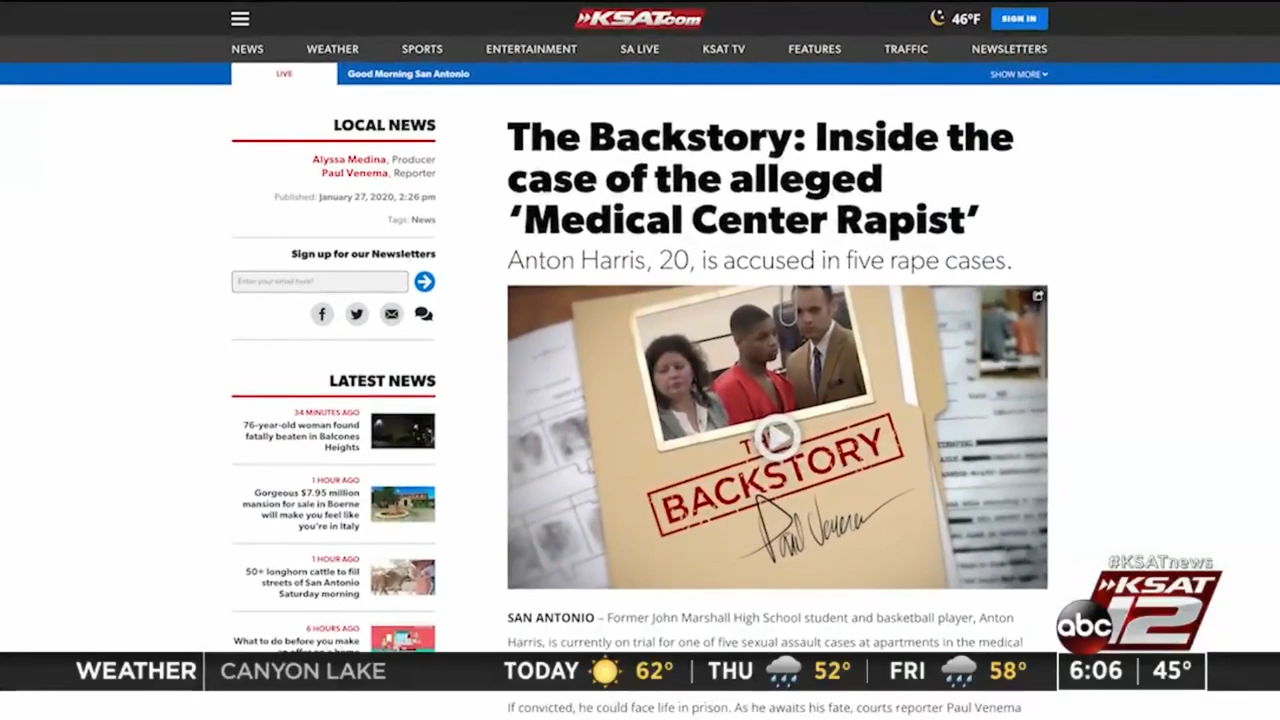 KSAT.com
46°F
SIGN IN
NEWS
WEATHER
SPORTS
ENTERTAINMENT
SA LIVE
KSAT TV
FEATURES
TRAFFIC
NEWSLETTERS
LIVE
Good Morning San Antonio
SHOW MORE
LOCAL NEWS
Alyssa Medina, Producer
Paul Venema, Reporter
Published: January 27, 2020, 2:26 pm
Tags: News
Sign up for our Newsletters
Enter your email here!
LATEST NEWS
34 MINUTES AGO
76-year-old woman found
fatally beaten in Balcones
Heights
1 HOUR AGO
Gorgeous $7.95 million
mansion for sale in Boerne
will make you feel like
you're in Italy
1 HOUR AGO
50+ longhorn cattle to fill
streets of San Antonio
Saturday morning
6 HOURS AGO
What to do before you make
The Backstory: Inside the
case of the alleged
‘Medical Center Rapist’
Anton Harris, 20, is accused in five rape cases.
BACKSTORY
Paul Venema
SAN ANTONIO – Former John Marshall High School student and basketball player, Anton
Harris, is currently on trial for one of five sexual assault cases at apartments in the medical
#KSATnews
KSAT
abc
12
WEATHER
CANYON LAKE
TODAY 62°
THU 52°
FRI 58°
6:06
45°
If convicted, he could face life in prison. As he awaits his fate, courts reporter Paul Venema